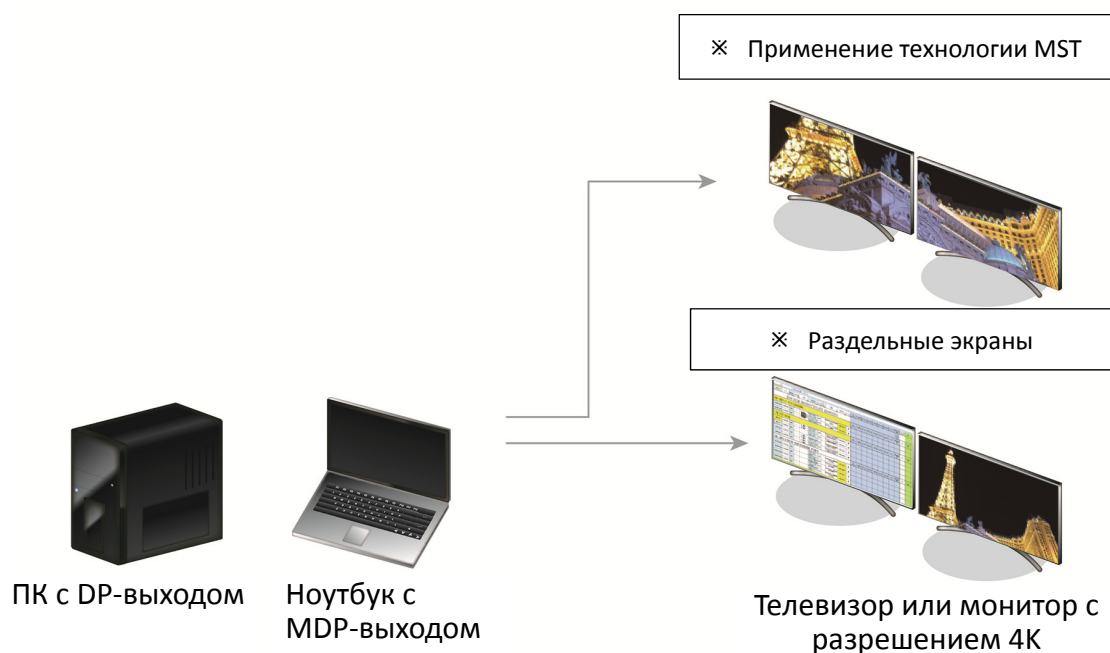 ※ Применение технологии MST
※ Раздельные экраны
ПК с DP-выходом
Ноутбук с
MDP-выходом
Телевизор или монитор с
разрешением 4K